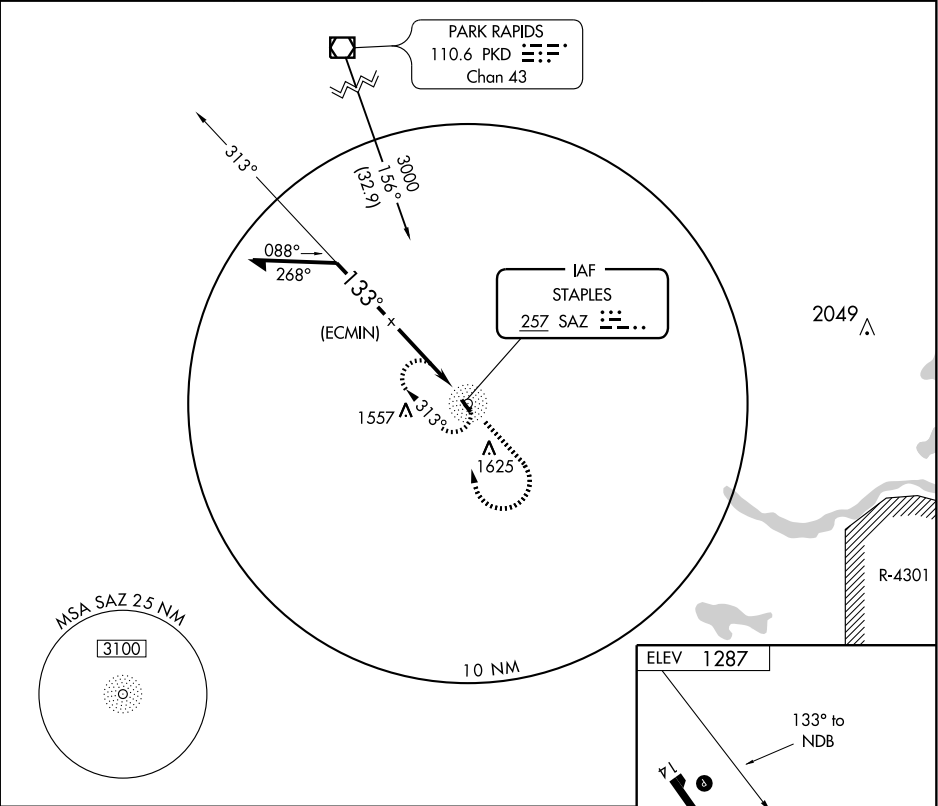 PARK RAPIDS
110.6 PKD
Chan 43
313°
3000
156°
(32.9)
088°
268°
133°
IAF
STAPLES
257 SAZ
(ECMIN)
2049
1557
313°
1625
R-4301
MSA SAZ 25 NM
3100
10 NM
ELEV 1287
133° to
NDB
14
P